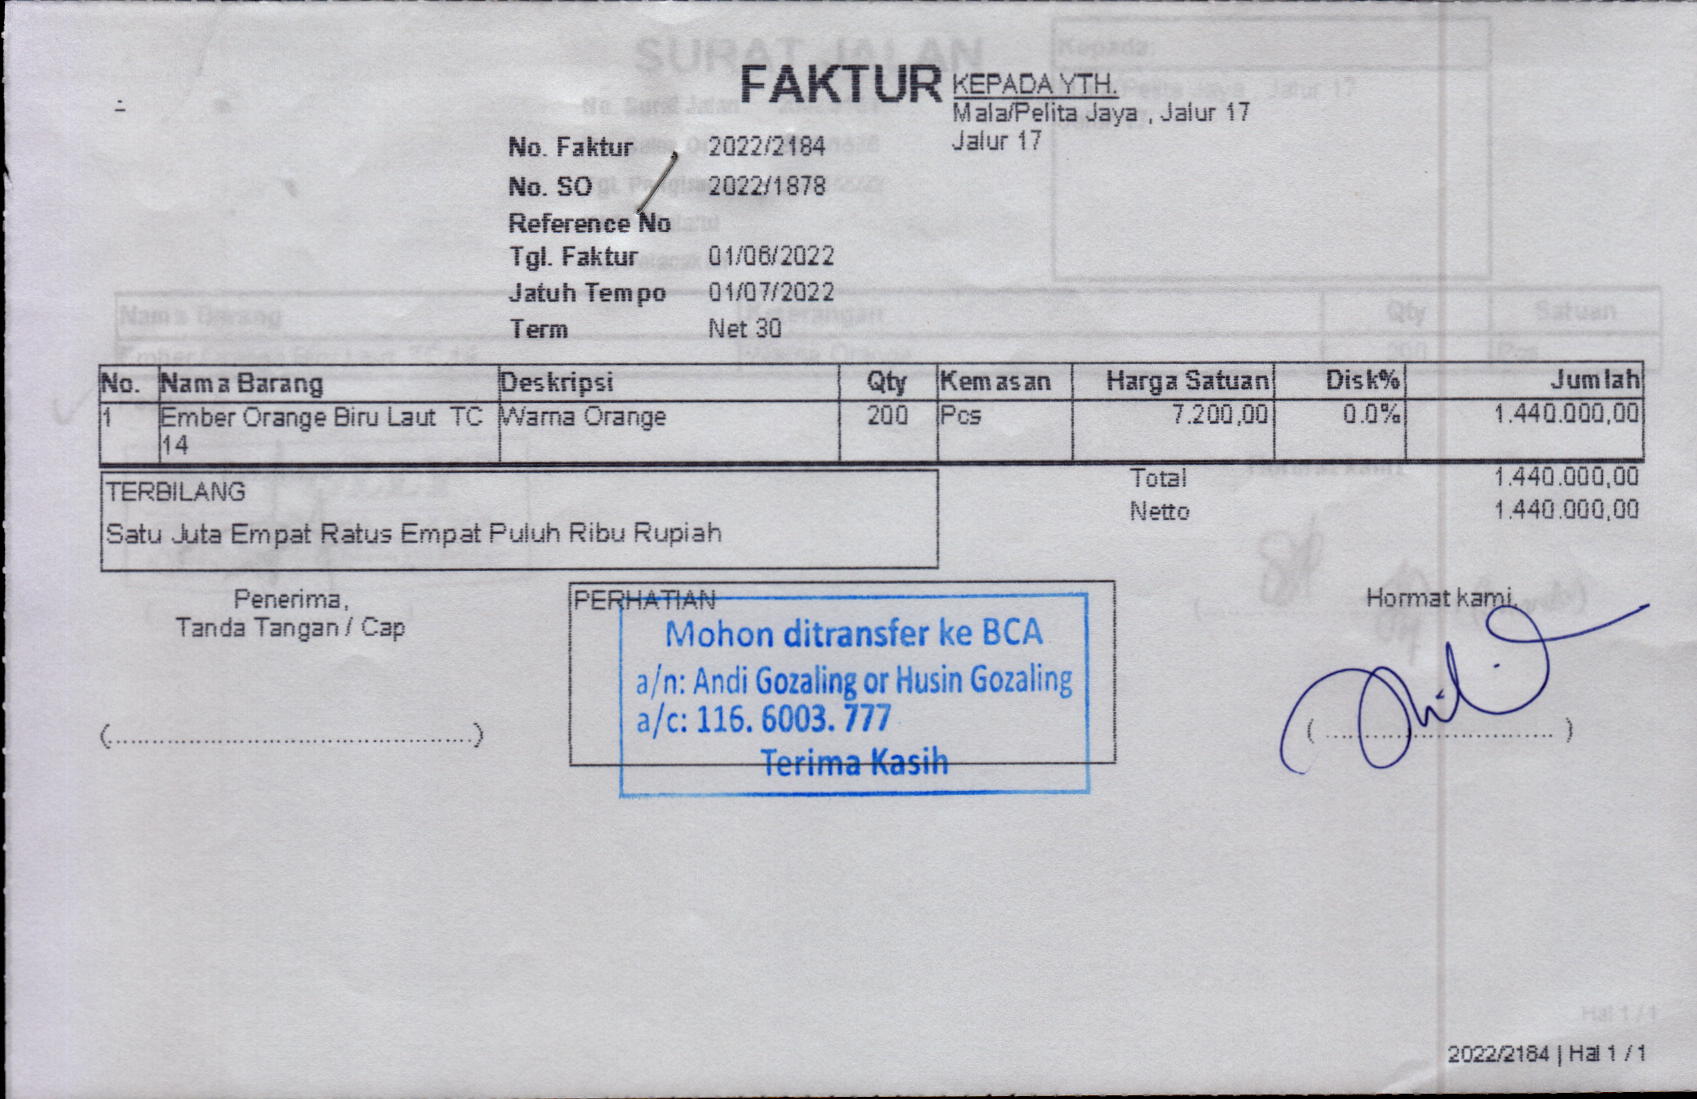 FAKTUR
KEPADA YTH.
Mala/Pelita Jaya , Jalur 17
Jalur 17
No. Faktur 2022/2184
No. SO 2022/1878
Reference No
Tgl. Faktur 01/06/2022
Jatuh Tempo 01/07/2022
Term Net 30
No. Nama Barang Deskripsi Qty Kemasan Harga Satuan Disk% Jumlah
1 Ember Orange Biru Laut TC Warna Orange 200 Pcs 7.200,00 0.0% 1.440.000,00
14
Total 1.440.000,00
Netto 1.440.000,00
TERBILANG
Satu Juta Empat Ratus Empat Puluh Ribu Rupiah
Penerima,
Tanda Tangan / Cap
(.............................................)
PERHATIAN
Mohon ditransfer ke BCA
a/n: Andi Gozaling or Husin Gozaling
a/c: 116. 6003. 777
Terima Kasih
Hormat kami,
( ............................ )
2022/2184 | Hal 1 / 1